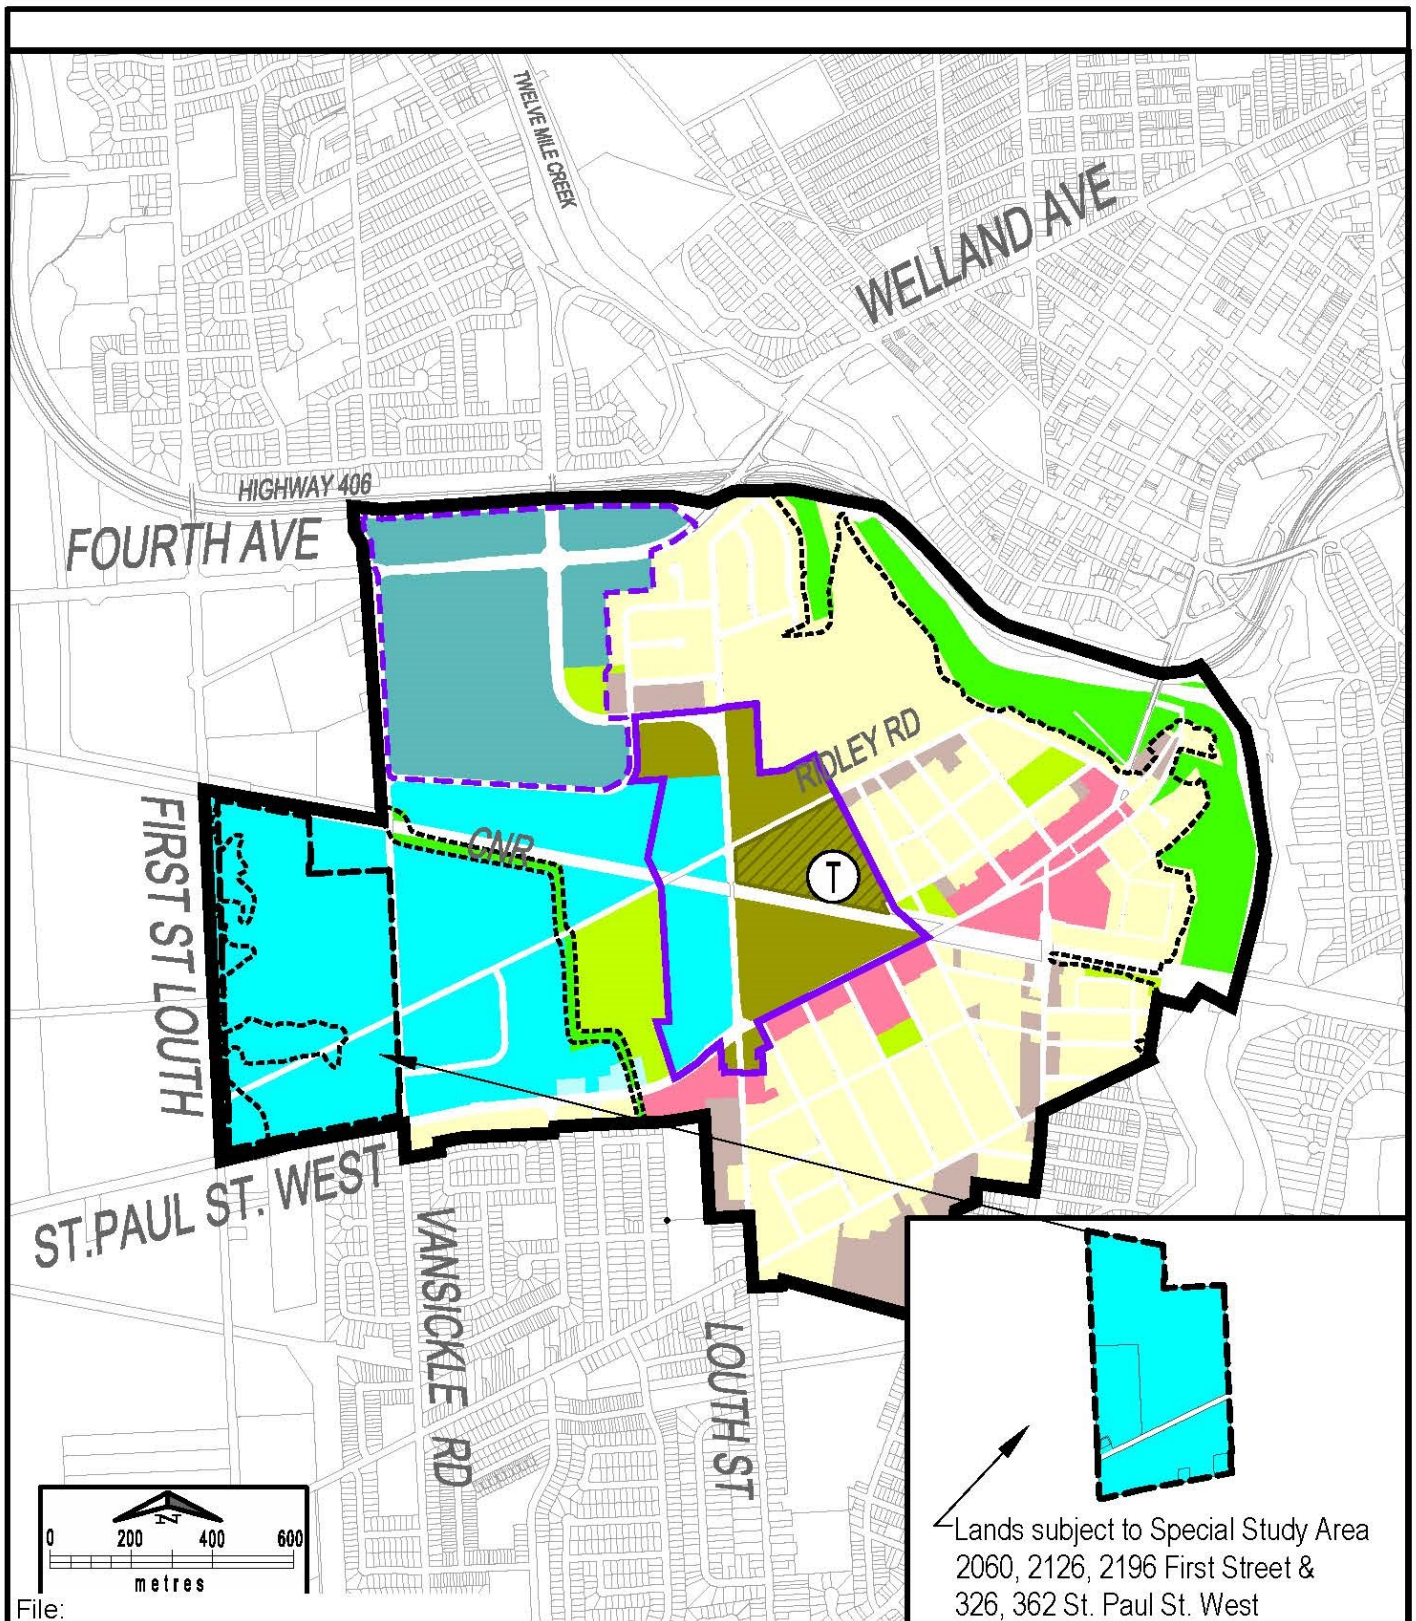 TWELVE MILE CREEK
WELLAND AVE
HIGHWAY 406
FOURTH AVE
RIDLEY RD
CNR
T
FIRST ST LOUTH
ST.PAUL ST. WEST
VANSICKLE RD
LOUTH ST
N
0 200 400 600
metres
File:
Lands subject to Special Study Area
2060, 2126, 2196 First Street &
326, 362 St. Paul St. West